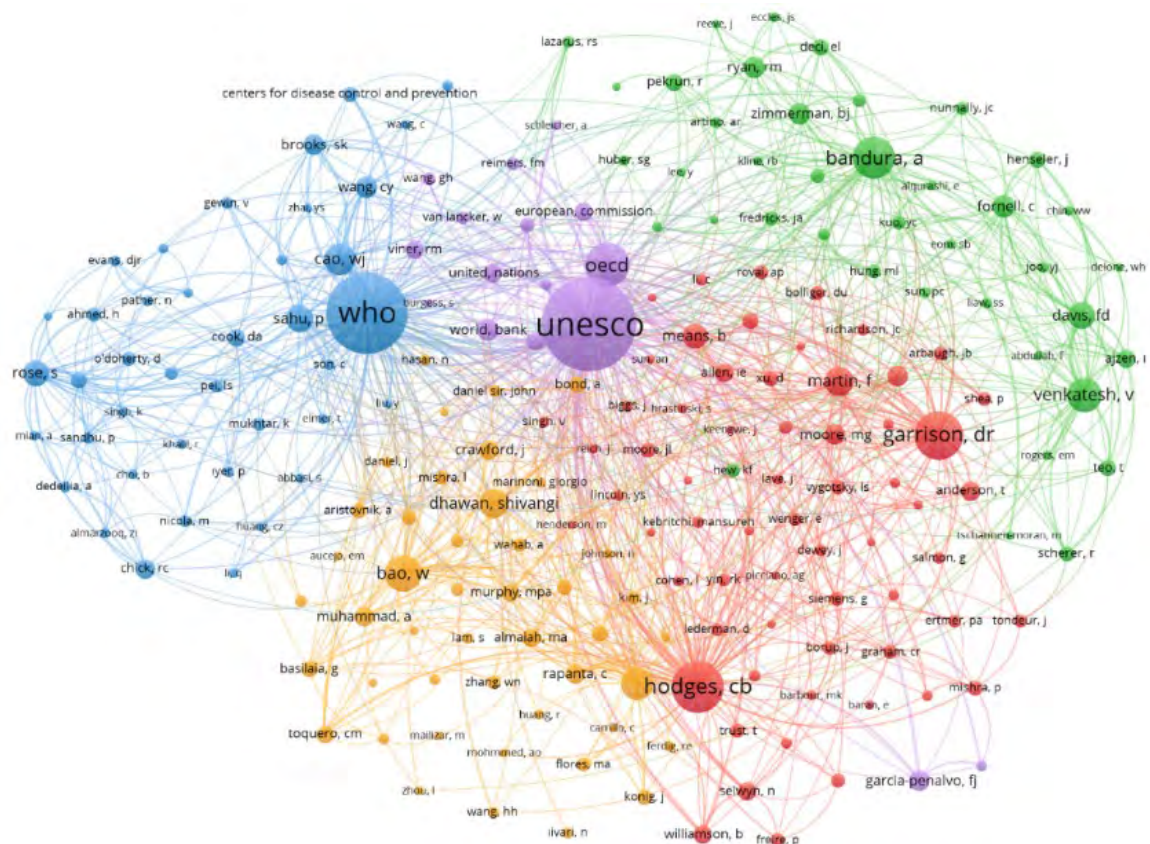 reeve, j
eccles, js
lazarus, rs
deci, el
ryan, rm
pekrun, r
centers for disease control and prevention
nunnally, jc
zimmerman, bj
artino, ar
wang, c
schleicher, a
brooks, sk
bandura, a
reimers, fm
huber, sg
kline, rb
henseler, j
lee, y
wang, gh
wang, cy
alqurashi, e
gewin, v
zhai, ys
van lancker, w
european, commission
fredricks, ja
kuo, yc
fornell, c
chin, ww
viner, rm
eom, sb
evans, djr
cao, wj
oecd
united, nations
li, c
rovai, ap
hung, ml
joo, yj
delone, wh
pather, n
burgess, s
bolliger, du
sun, pc
liaw, ss
ahmed, h
sahu, p
who
unesco
davis, fd
world, bank
richardson, jc
cook, da
means, b
o'doherty, d
son, c
hasan, n
sun, an
arbaugh, jb
abdullah, f
ajzen, i
rose, s
pei, ls
daniel sir. john
bond, a
allen, ie
xu, d
martin, f
singh, k
elmer, t
liu, y
biggs, j
hrastinski, s
shea, p
venkatesh, v
mukhtar, k
singh, v
keengwe, j
mian, a
sandhu, p
khalil, r
crawford, j
reich, j
moore, jl
moore, mg
garrison, dr
rogers, em
choi, b
iyer, p
abbasi, s
daniel, j
mishra, l
marinoni, giorgio
hew, kf
lave, j
teo, t
dedeilia, a
dhawan, shivangi
lincoln, ys
vygotsky, ls
anderson, t
aristovnik, a
nicola, m
huang, cz
henderson, m
kebritchi, mansureh
wenger, e
almarzooq, zi
wahab, a
tschannen-moran, m
aucejo, em
johnson, n
dewey, j
salmon, g
scherer, r
chick, rc
li, q
bao, w
cohen, l
yin, rk
picciano, ag
murphy, mpa
kim, j
siemens, g
muhammad, a
ertmer, pa
tondeur, j
lam, s
almaiah, ma
lederman, d
borup, j
graham, cr
basilaia, g
zhang, wn
rapanta, c
hodges, cb
barbour, mk
baran, e
mishra, p
huang, r
toquero, cm
mailizar, m
carrillo, c
ferdig, re
trust, t
mohmmed, ao
flores, ma
garcia-penalvo, fj
zhou, l
konig, j
selwyn, n
wang, hh
iivari, n
williamson, b
freire, p